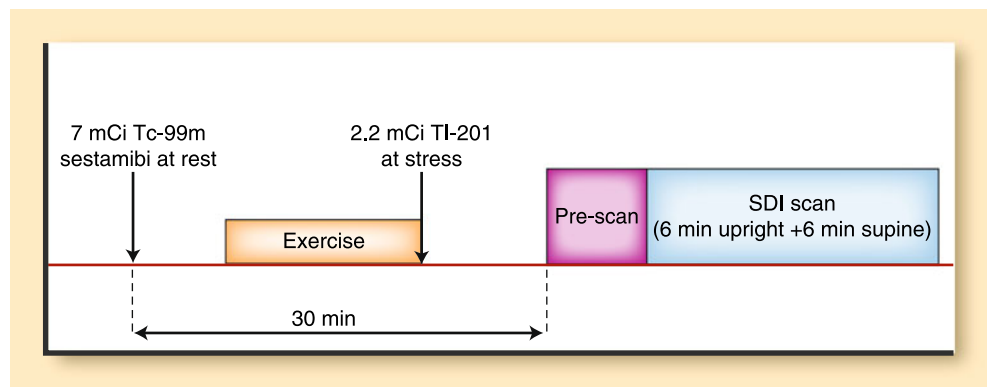 7 mCi Tc-99m
sestamibi at rest
2.2 mCi Tl-201
at stress
Exercise
Pre-scan
SDI scan
(6 min upright +6 min supine)
30 min